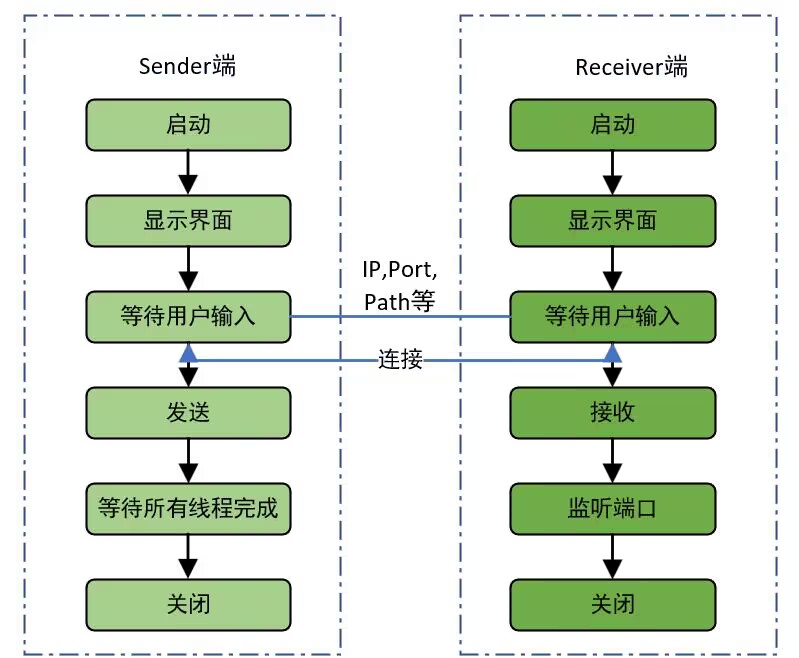 Sender端
启动
显示界面
等待用户输入
发送
等待所有线程完成
关闭
IP,Port,
Path等
连接
Receiver端
启动
显示界面
等待用户输入
接收
监听端口
关闭